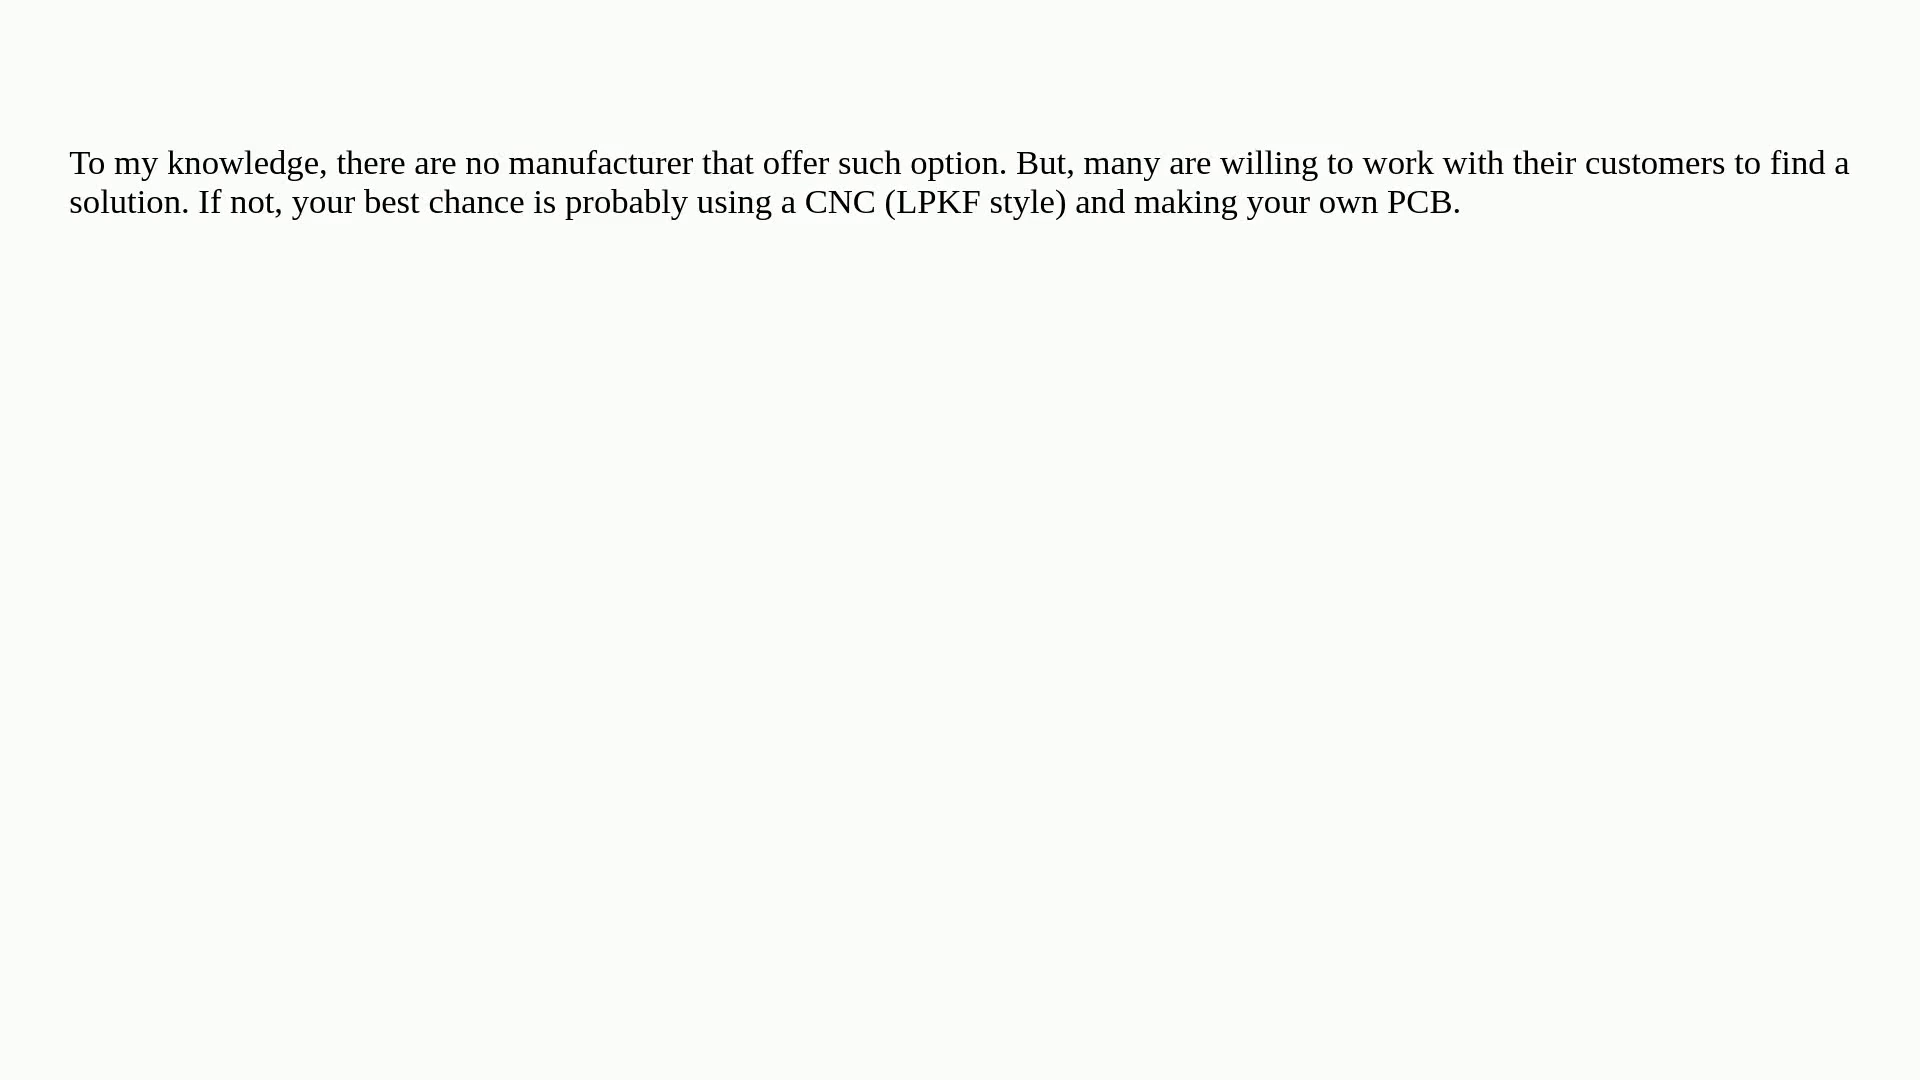 To my knowledge, there are no manufacturer that offer such option. But, many are willing to work with their customers to find a
solution. If not, your best chance is probably using a CNC (LPKF style) and making your own PCB.